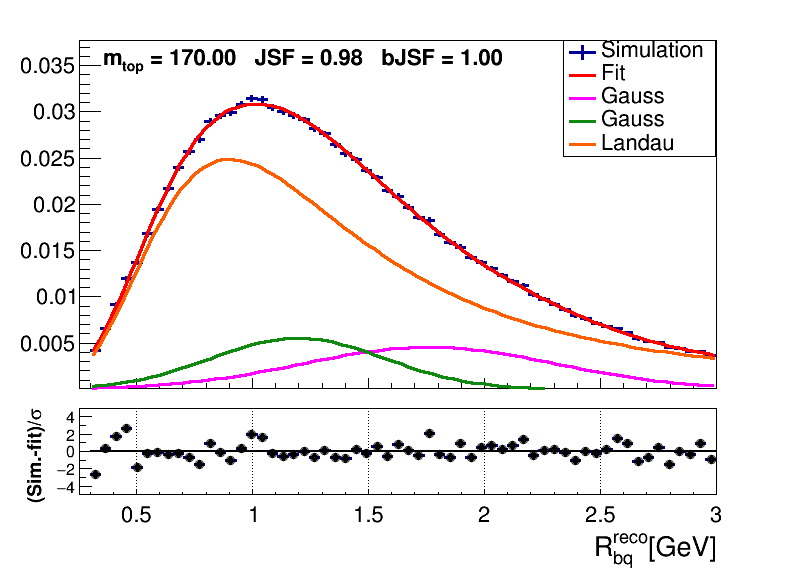 m_top = 170.00 JSF = 0.98 bJSF = 1.00
Simulation
Fit
Gauss
Gauss
Landau
0.035
0.03
0.025
0.02
0.015
0.01
0.005
(Sim.-fit)/σ
4
2
0
−2
−4
0.5 1 1.5 2 2.5 3
R_bq^reco[GeV]